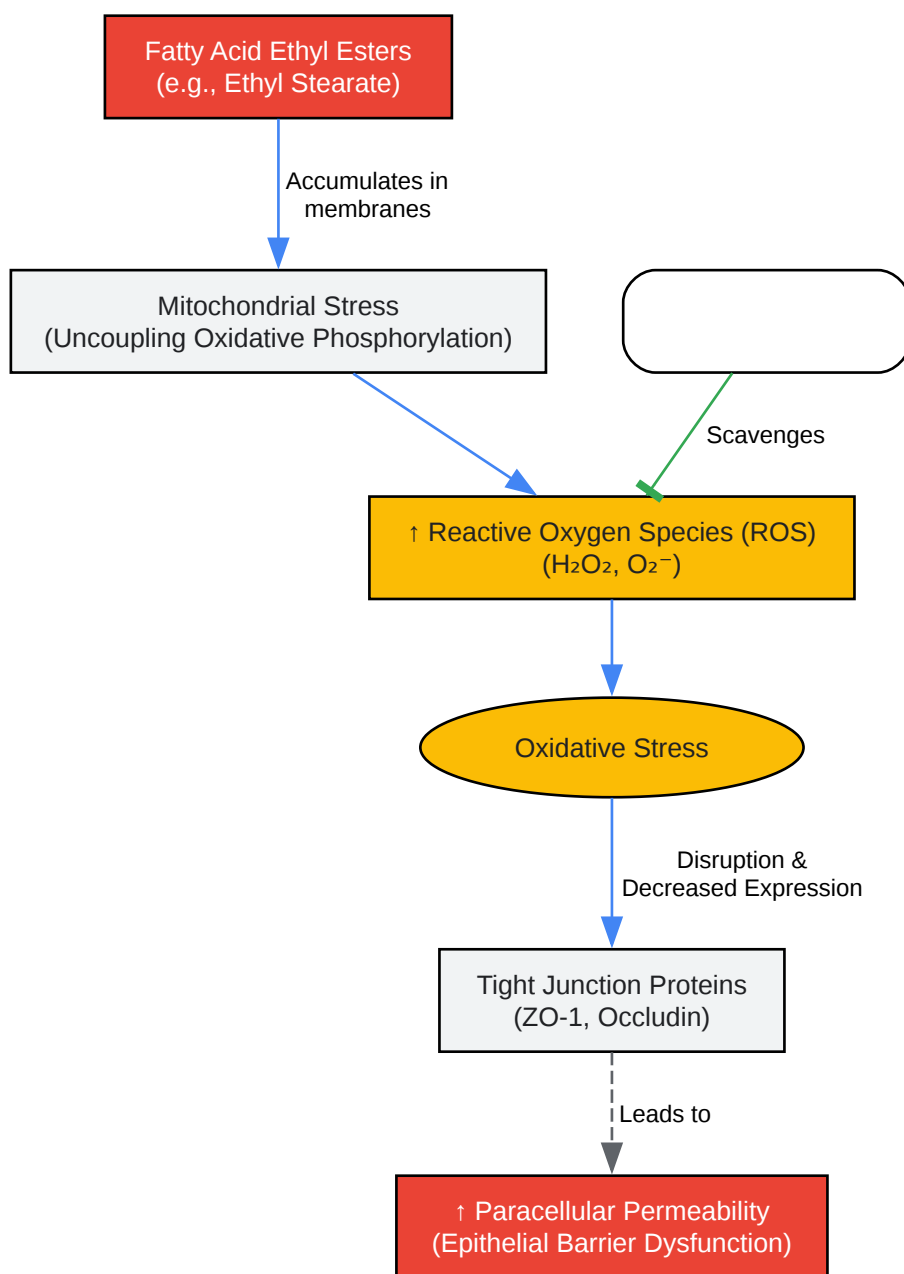 Fatty Acid Ethyl Esters
(e.g., Ethyl Stearate)
Accumulates in
membranes
Mitochondrial Stress
(Uncoupling Oxidative Phosphorylation)
Scavenges
↑ Reactive Oxygen Species (ROS)
(H₂O₂, O₂⁻)
Oxidative Stress
Disruption &
Decreased Expression
Tight Junction Proteins
(ZO-1, Occludin)
Leads to
↑ Paracellular Permeability
(Epithelial Barrier Dysfunction)